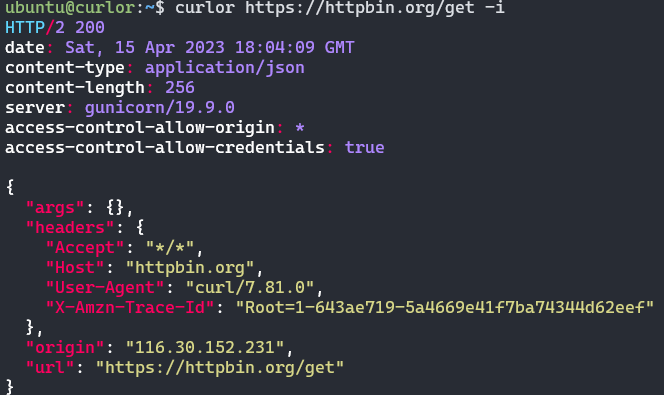 ubuntu@curlor:~$ curlor https://httpbin.org/get -i
HTTP/2 200
date: Sat, 15 Apr 2023 18:04:09 GMT
content-type: application/json
content-length: 256
server: gunicorn/19.9.0
access-control-allow-origin: *
access-control-allow-credentials: true

{
  "args": {},
  "headers": {
    "Accept": "*/*",
    "Host": "httpbin.org",
    "User-Agent": "curl/7.81.0",
    "X-Amzn-Trace-Id": "Root=1-643ae719-5a4669e41f7ba74344d62eef"
  },
  "origin": "116.30.152.231",
  "url": "https://httpbin.org/get"
}